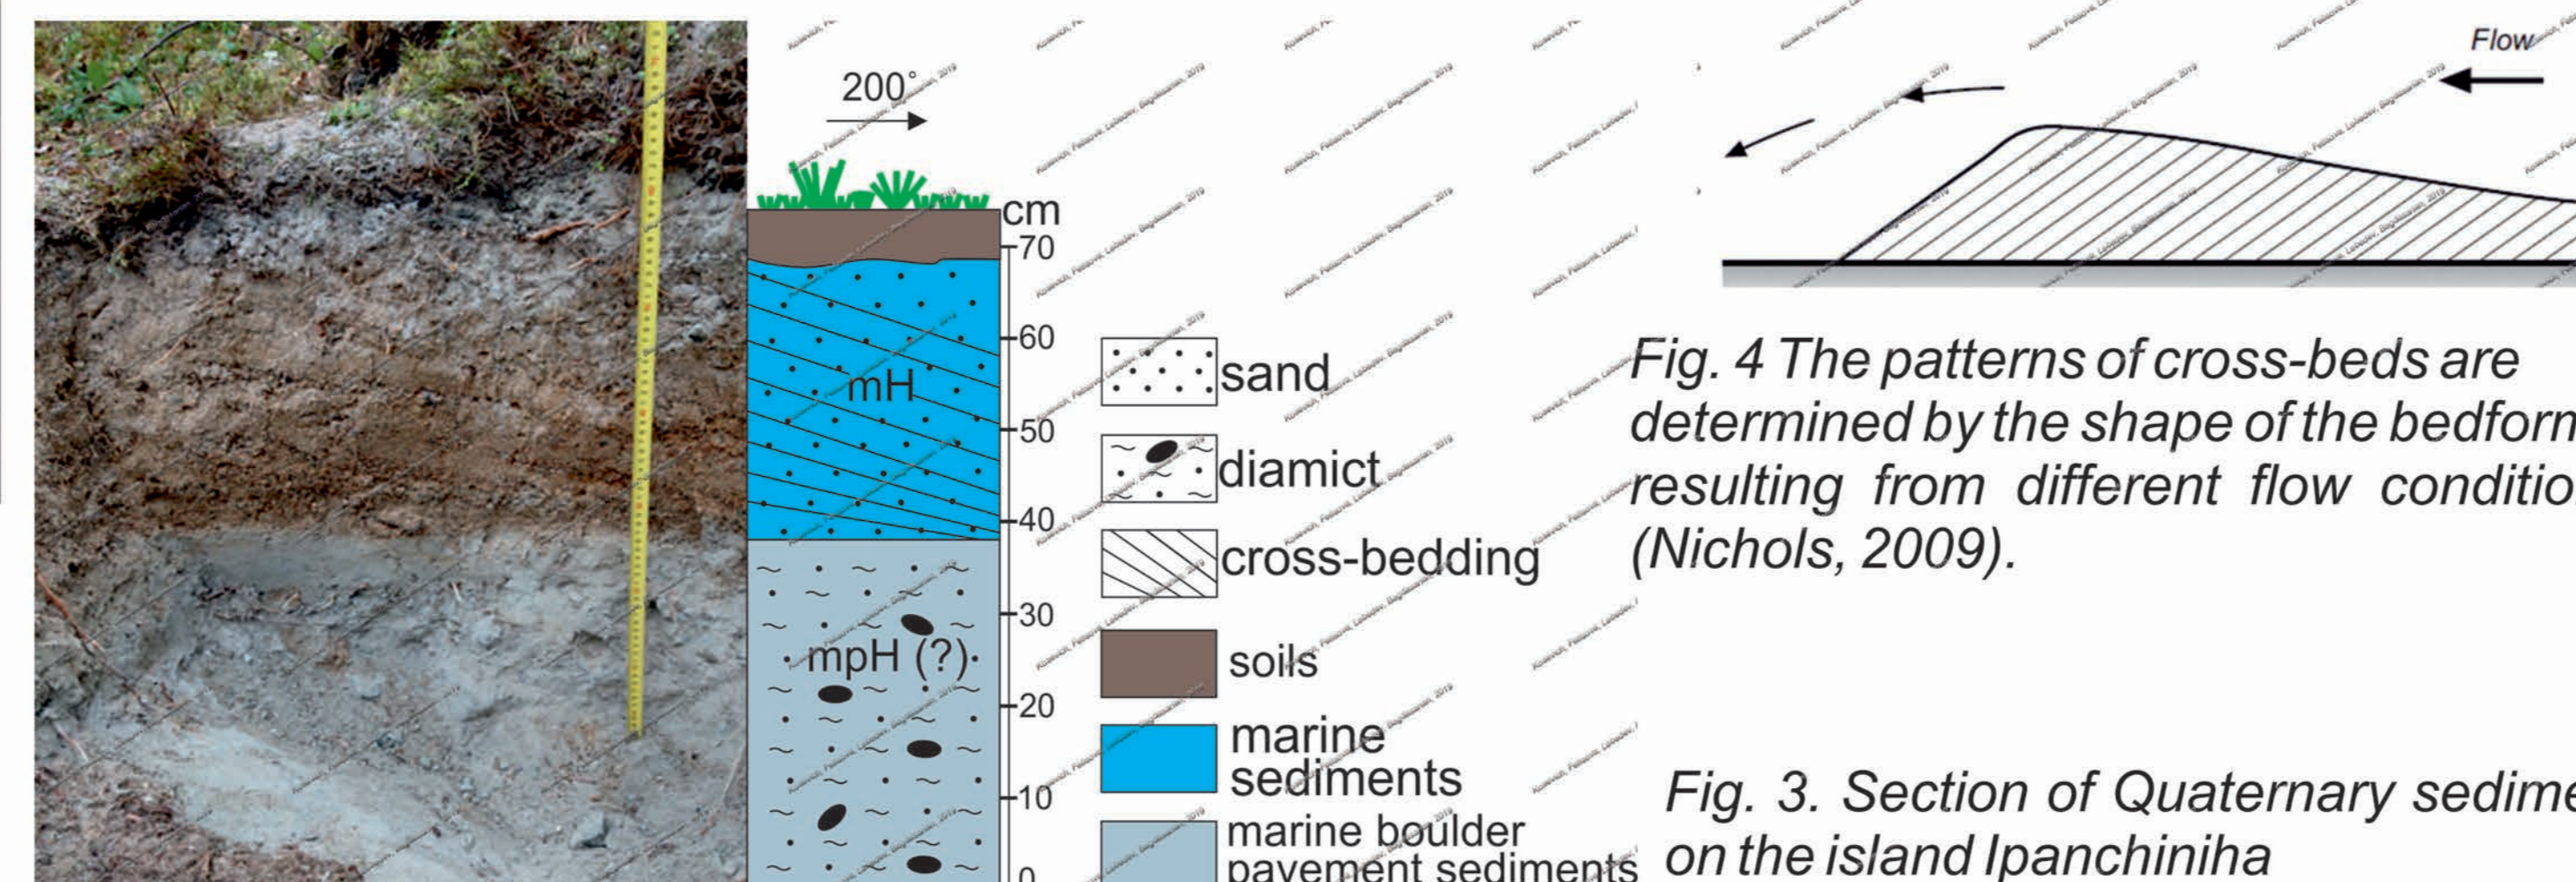 200°
cm
70
60
50
40
30
20
10
0
mH
mpH (?)
sand
diamict
cross-bedding
soils
marine
sediments
marine boulder
pavement sediments
Flow
Fig. 4 The patterns of cross-beds are
determined by the shape of the bedform
resulting from different flow conditio
(Nichols, 2009).
Fig. 3. Section of Quaternary sedime
on the island Ipanchiniha